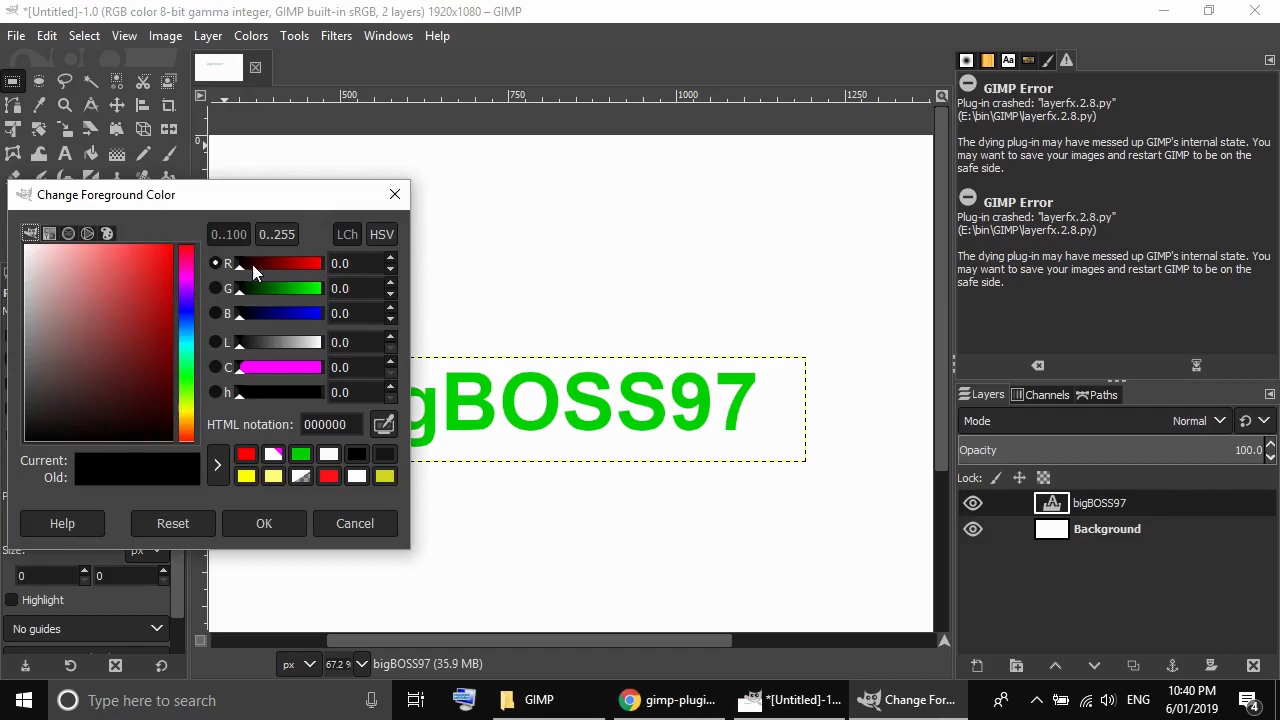 *[Untitled]-1.0 (RGB color 8-bit gamma integer, GIMP built-in sRGB, 2 layers) 1920x1080 – GIMP
File Edit Select View Image Layer Colors Tools Filters Windows Help
500 750 1000 1250
0
Aa
GIMP Error
Plug-in crashed: "layerfx.2.8.py"
(E:\bin\GIMP\layerfx.2.8.py)
The dying plug-in may have messed up GIMP's internal state. You
may want to save your images and restart GIMP to be on the
safe side.
GIMP Error
Plug-in crashed: "layerfx.2.8.py"
(E:\bin\GIMP\layerfx.2.8.py)
The dying plug-in may have messed up GIMP's internal state. You
may want to save your images and restart GIMP to be on the
safe side.
Change Foreground Color
0..100 0..255 LCh HSV
R 0.0
G 0.0
B 0.0
L 0.0
C 0.0
h 0.0
HTML notation: 000000
Current:
Old:
Help Reset OK Cancel
gBOSS97
Layers Channels Paths
Mode Normal
Opacity 100.0
Lock:
bigBOSS97
Background
Size: px
0 0
Highlight
No guides
px 67.2 % bigBOSS97 (35.9 MB)
Type here to search
GIMP
gimp-plugi...
*[Untitled]-1...
Change For...
ENG
0:40 PM
6/01/2019
4